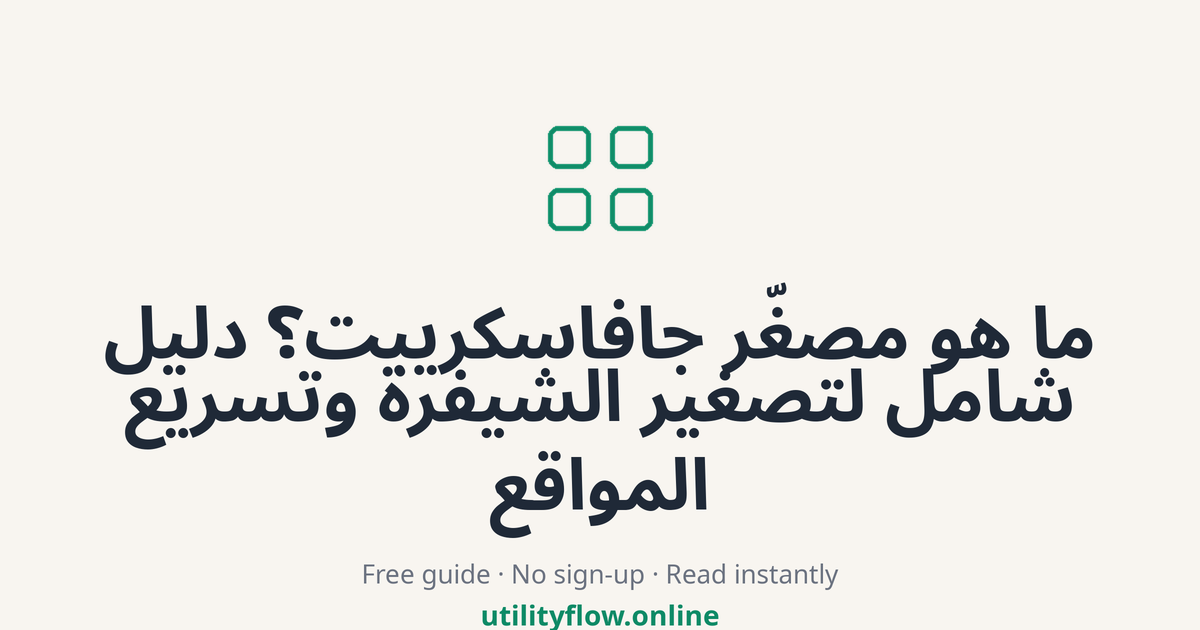 ما هو مصغّر جافاسكريبت؟ دليل
شامل لتصغير الشيفرة وتسريع
المواقع
Free guide · No sign-up · Read instantly
utilityflow.online